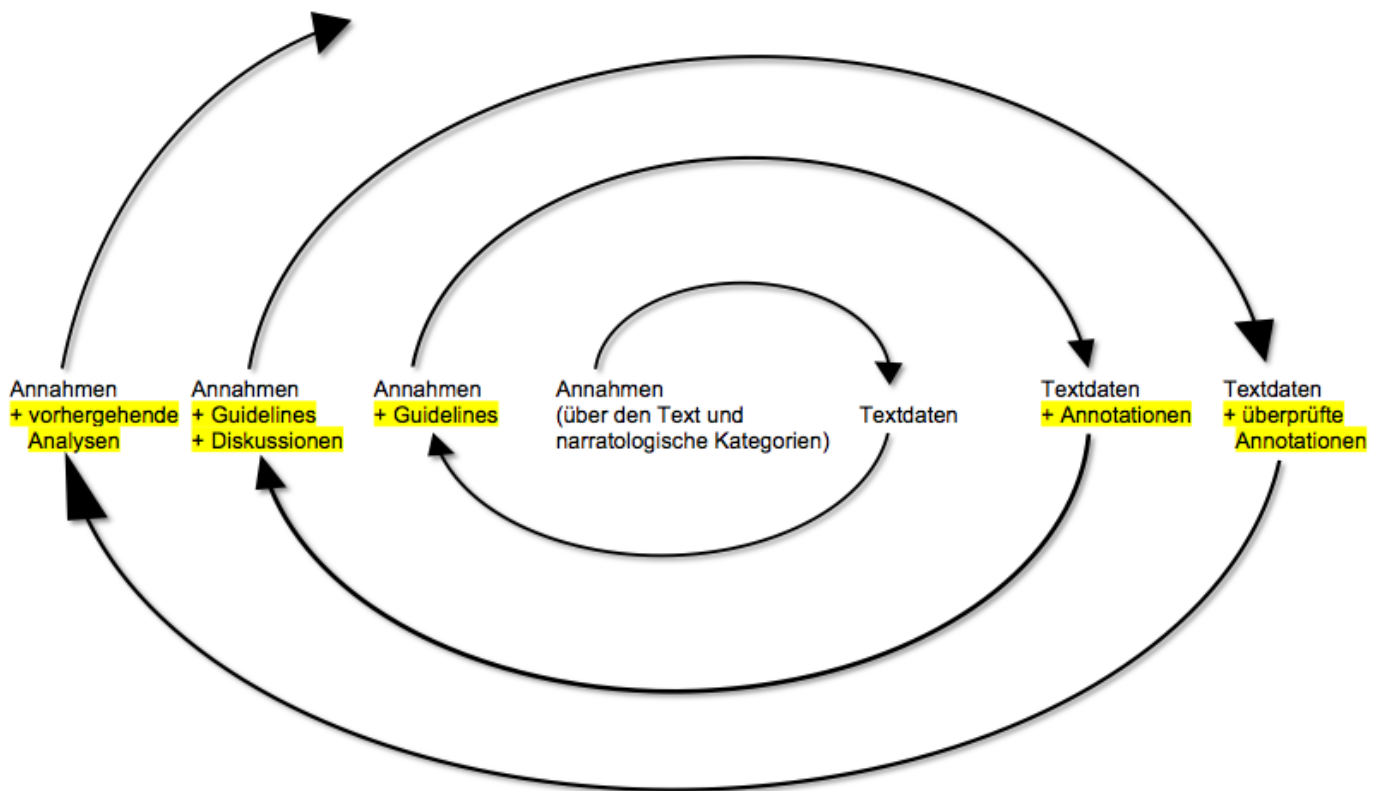 Annahmen
+ vorhergehende
Analysen
Annahmen
+ Guidelines
+ Diskussionen
Annahmen
+ Guidelines
Annahmen
(über den Text und
narratologische Kategorien)
Textdaten
Textdaten
+ Annotationen
Textdaten
+ überprüfte
Annotationen